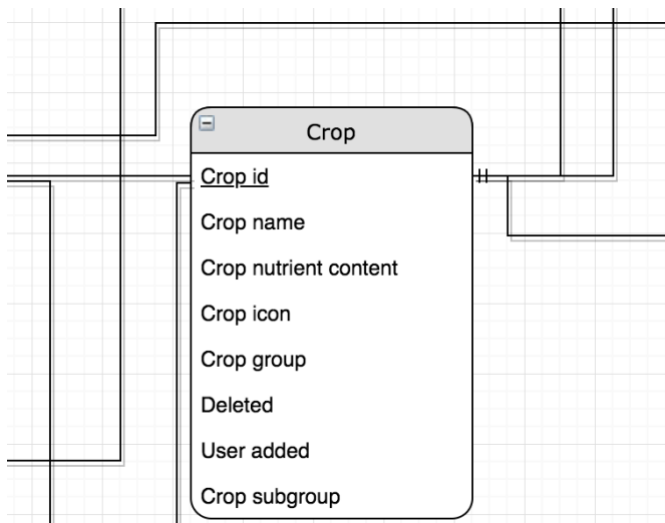 Crop
Crop id
Crop name
Crop nutrient content
Crop icon
Crop group
Deleted
User added
Crop subgroup